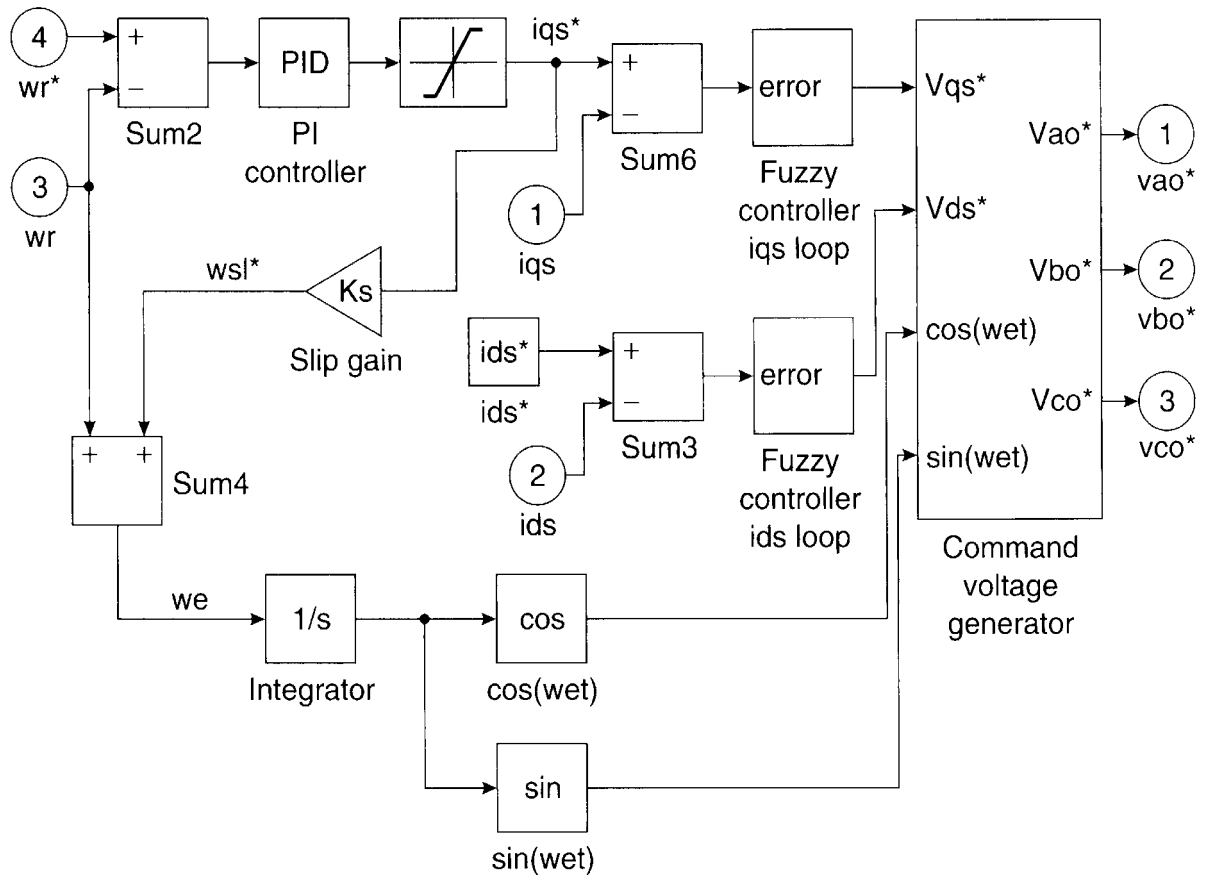 4
wr*
+
−
Sum2
PID
PI
controller
iqs*
+
−
Sum6
error
Fuzzy
controller
iqs loop
Vqs*
Vds*
cos(wet)
sin(wet)
Vao*
Vbo*
Vco*
Command
voltage
generator
1
vao*
2
vbo*
3
vco*
3
wr
1
iqs
wsl*
Ks
Slip gain
ids*
ids*
+
−
Sum3
2
ids
error
Fuzzy
controller
ids loop
+ +
Sum4
we
1/s
Integrator
cos
cos(wet)
sin
sin(wet)